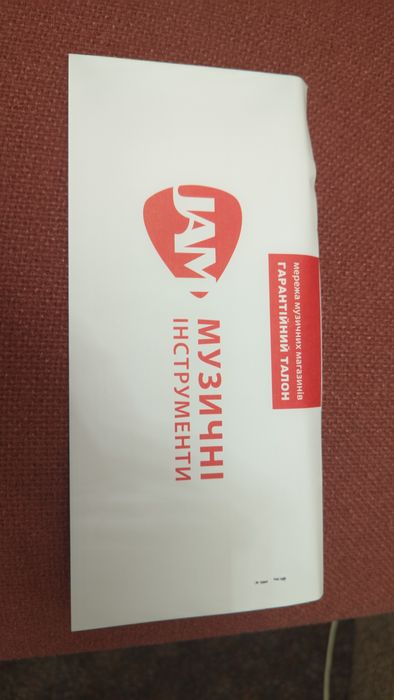 мережа музичних магазинів
ГАРАНТІЙНИЙ ТАЛОН
JAM
МУЗИЧНІ
ІНСТРУМЕНТИ